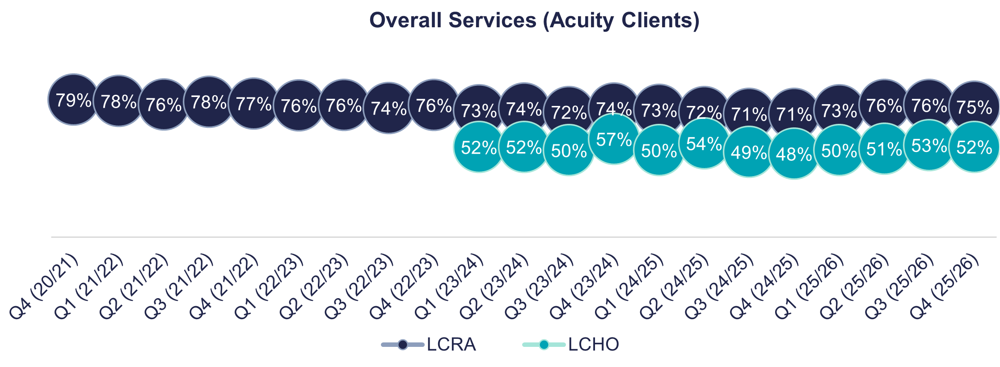 Overall Services (Acuity Clients)
79% 78% 76% 78% 77% 76% 76% 74% 76% 73% 74% 72% 74% 73% 72% 71% 71% 73% 76% 76% 75%
52% 52% 50% 57% 50% 54% 49% 48% 50% 51% 53% 52%
Q4 (20/21)
Q1 (21/22)
Q2 (21/22)
Q3 (21/22)
Q4 (21/22)
Q1 (22/23)
Q2 (22/23)
Q3 (22/23)
Q4 (22/23)
Q1 (23/24)
Q2 (23/24)
Q3 (23/24)
Q4 (23/24)
Q1 (24/25)
Q2 (24/25)
Q3 (24/25)
Q4 (24/25)
Q1 (25/26)
Q2 (25/26)
Q3 (25/26)
Q4 (25/26)
LCRA LCHO